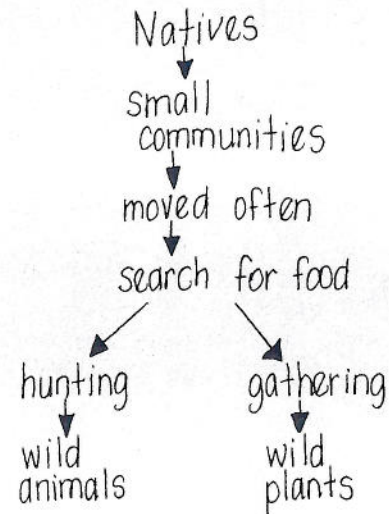 Natives
small
communities
moved often
search for food
hunting
gathering
wild
animals
wild
plants